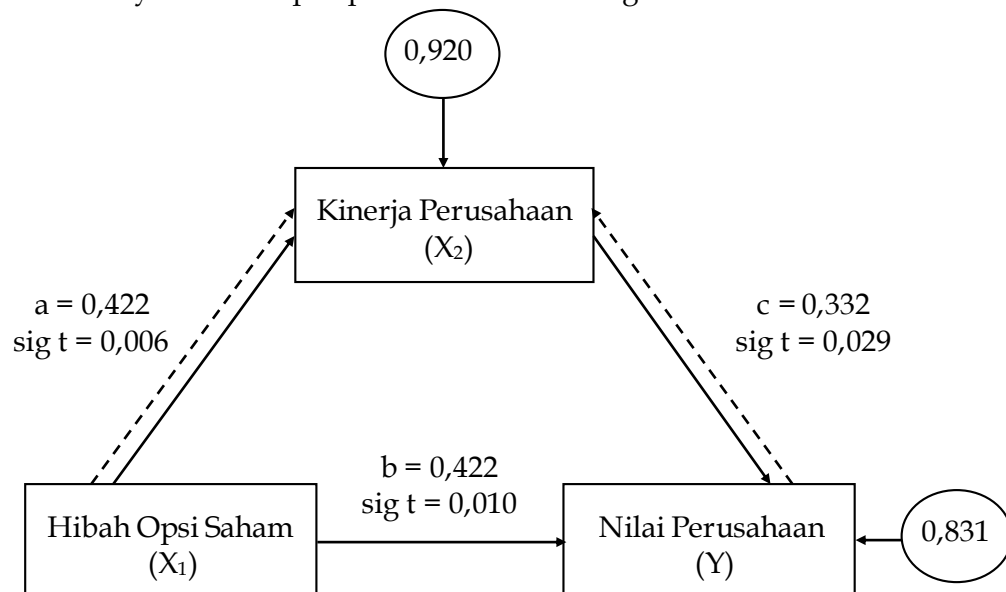 0,920
Kinerja Perusahaan
(X₂)
a = 0,422
sig t = 0,006
c = 0,332
sig t = 0,029
b = 0,422
sig t = 0,010
Hibah Opsi Saham
(X₁)
Nilai Perusahaan
(Y)
0,831